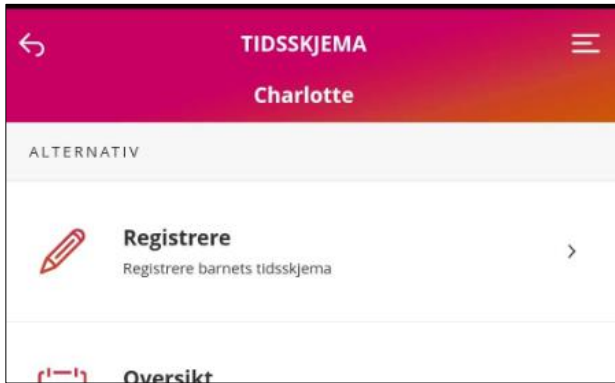 TIDSSKJEMA
Charlotte
ALTERNATIV
Registrere
Registrere barnets tidsskjema
Oversikt